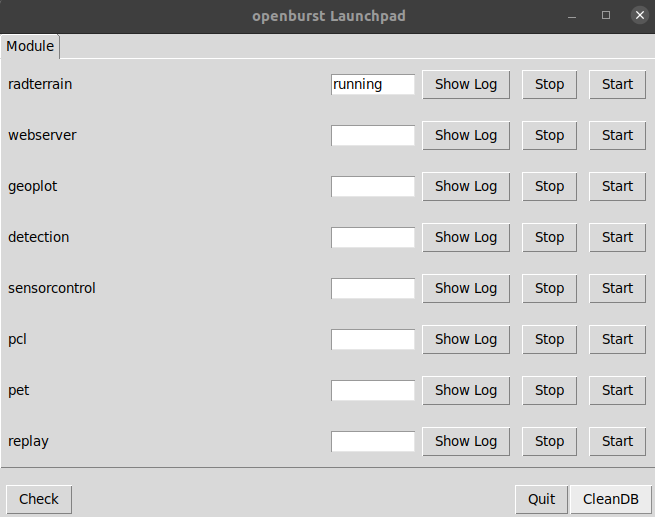 openburst Launchpad
Module
radterrain running Show Log Stop Start
webserver Show Log Stop Start
geoplot Show Log Stop Start
detection Show Log Stop Start
sensorcontrol Show Log Stop Start
pcl Show Log Stop Start
pet Show Log Stop Start
replay Show Log Stop Start
Check Quit CleanDB